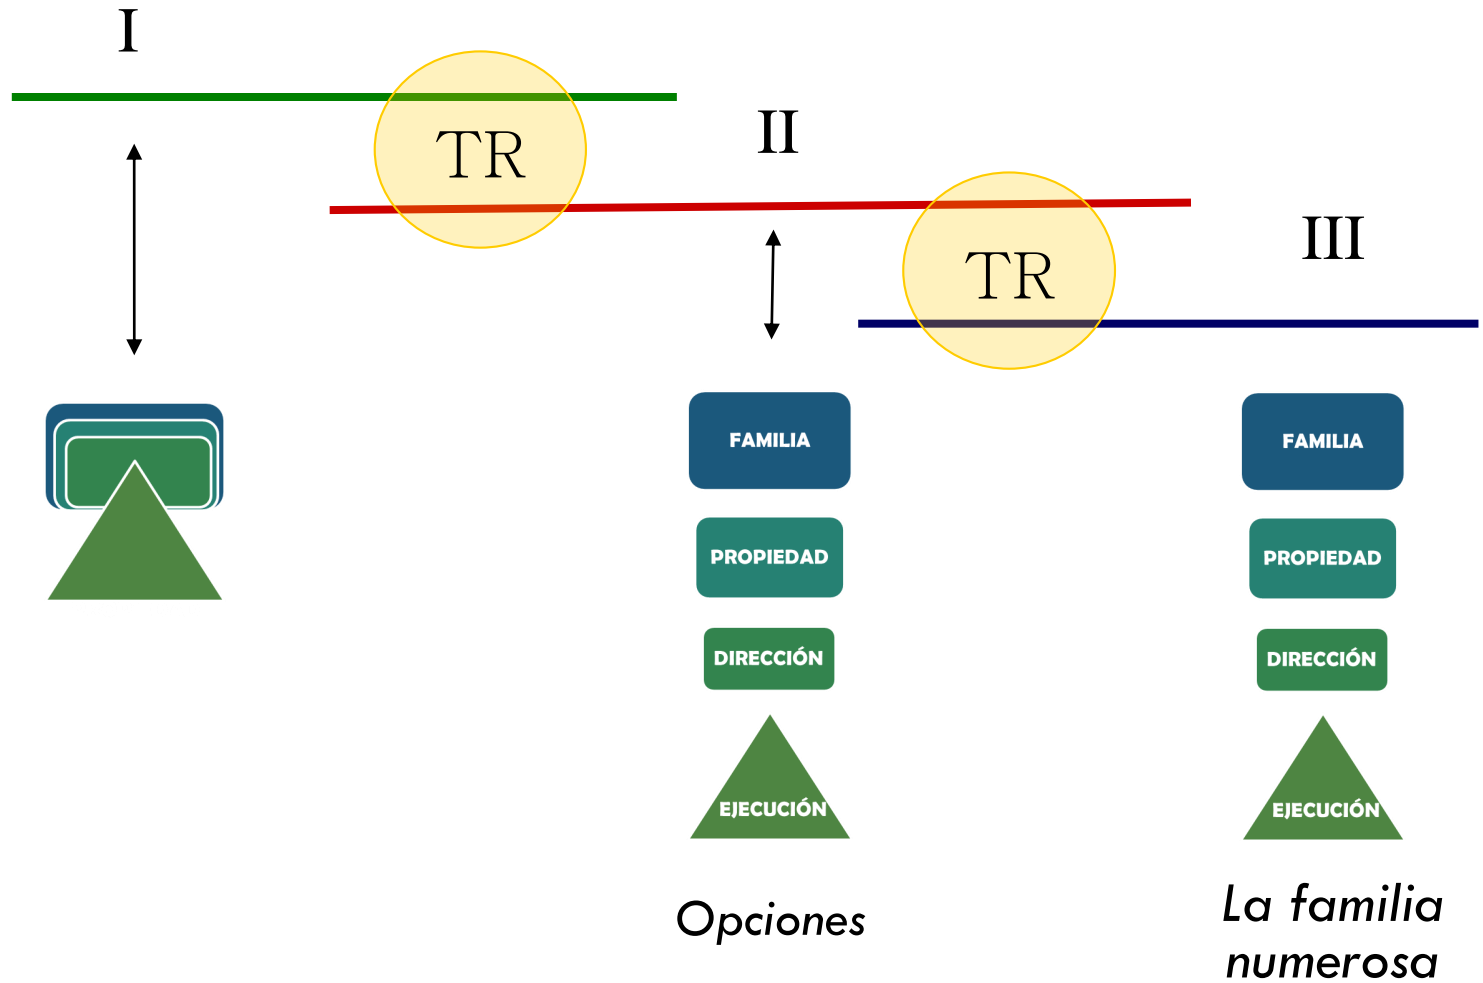 I
TR
II
TR
III
FAMILIA
PROPIEDAD
DIRECCIÓN
EJECUCIÓN
Opciones
FAMILIA
PROPIEDAD
DIRECCIÓN
EJECUCIÓN
La familia
numerosa